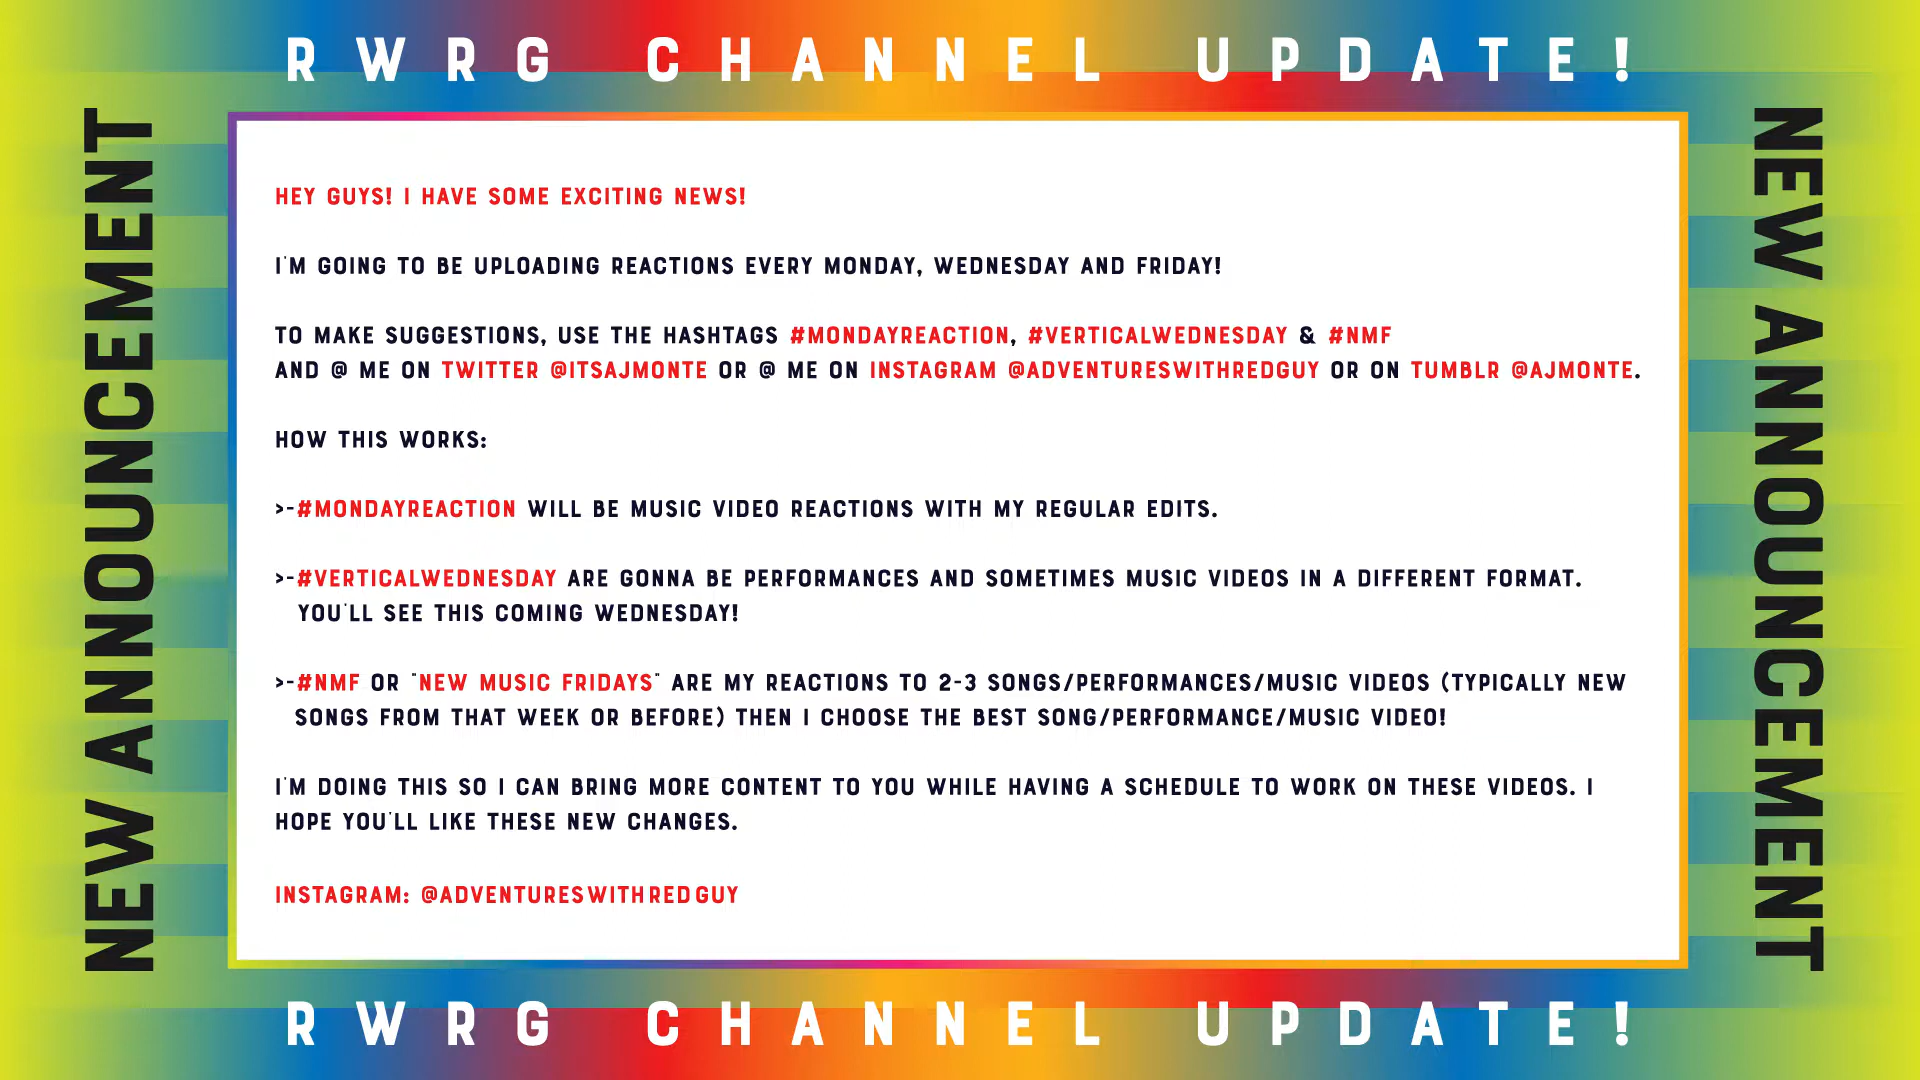 RWRG CHANNEL UPDATE!
NEW ANNOUNCEMENT
HEY GUYS! I HAVE SOME EXCITING NEWS!
I'M GOING TO BE UPLOADING REACTIONS EVERY MONDAY, WEDNESDAY AND FRIDAY!
TO MAKE SUGGESTIONS, USE THE HASHTAGS #MONDAYREACTION, #VERTICALWEDNESDAY & #NMF
AND @ ME ON TWITTER @ITSAJMONTE OR @ ME ON INSTAGRAM @ADVENTURESWITHREDGUY OR ON TUMBLR @AJMONTE.
HOW THIS WORKS:
>-#MONDAYREACTION WILL BE MUSIC VIDEO REACTIONS WITH MY REGULAR EDITS.
>-#VERTICALWEDNESDAY ARE GONNA BE PERFORMANCES AND SOMETIMES MUSIC VIDEOS IN A DIFFERENT FORMAT.
YOU'LL SEE THIS COMING WEDNESDAY!
>-#NMF OR "NEW MUSIC FRIDAYS" ARE MY REACTIONS TO 2-3 SONGS/PERFORMANCES/MUSIC VIDEOS (TYPICALLY NEW
SONGS FROM THAT WEEK OR BEFORE) THEN I CHOOSE THE BEST SONG/PERFORMANCE/MUSIC VIDEO!
I'M DOING THIS SO I CAN BRING MORE CONTENT TO YOU WHILE HAVING A SCHEDULE TO WORK ON THESE VIDEOS. I
HOPE YOU'LL LIKE THESE NEW CHANGES.
INSTAGRAM: @ADVENTURESWITHREDGUY
NEW ANNOUNCEMENT
RWRG CHANNEL UPDATE!